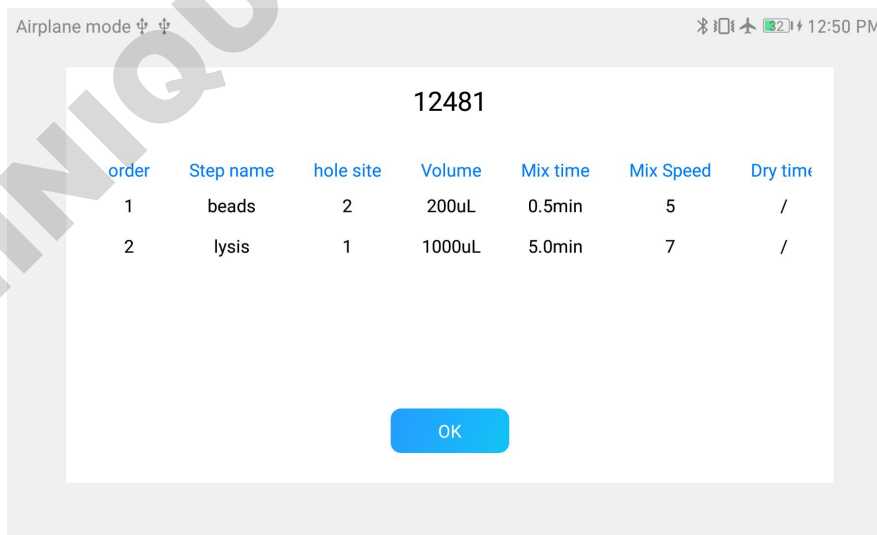 Airplane mode
32 12:50 PM
12481
order Step name hole site Volume Mix time Mix Speed Dry time
1 beads 2 200uL 0.5min 5 /
2 lysis 1 1000uL 5.0min 7 /
OK